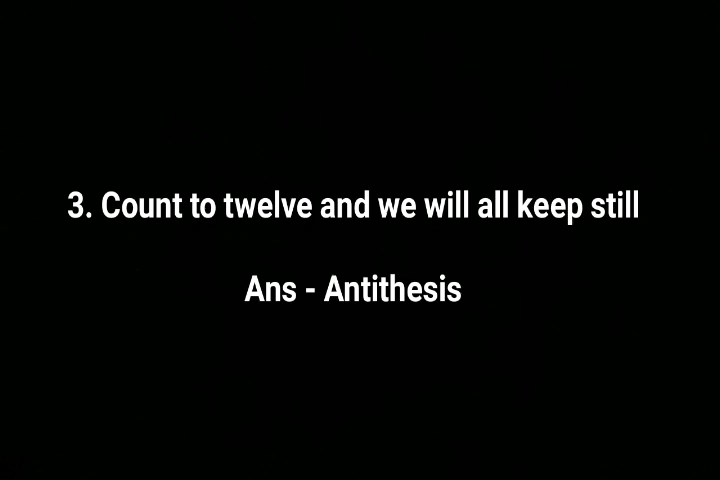 3. Count to twelve and we will all keep still
Ans - Antithesis